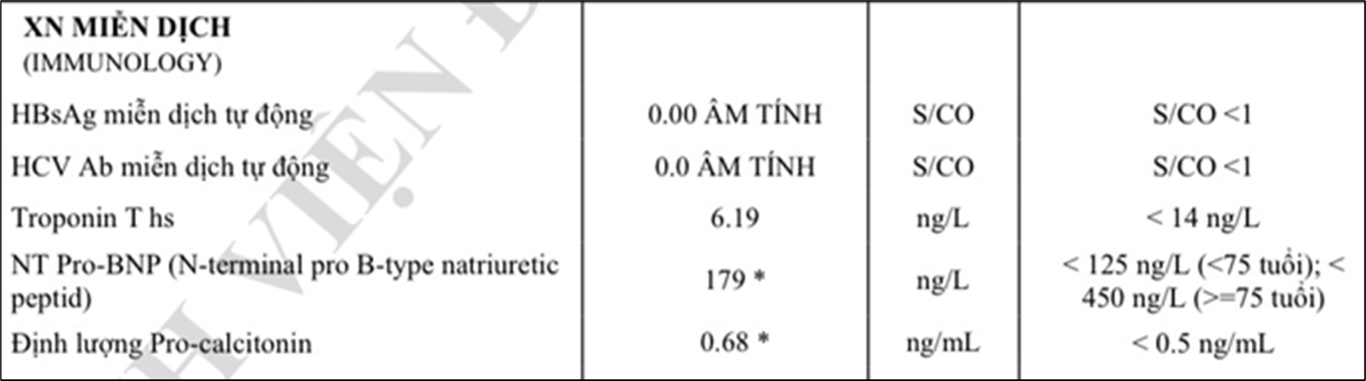 XN MIỄN DỊCH
(IMMUNOLOGY)
HBsAg miễn dịch tự động 0.00 ÂM TÍNH S/CO S/CO <1
HCV Ab miễn dịch tự động 0.0 ÂM TÍNH S/CO S/CO <1
Troponin T hs 6.19 ng/L < 14 ng/L
NT Pro-BNP (N-terminal pro B-type natriuretic peptid) 179 * ng/L < 125 ng/L (<75 tuổi); < 450 ng/L (>=75 tuổi)
Định lượng Pro-calcitonin 0.68 * ng/mL < 0.5 ng/mL
VIỆN